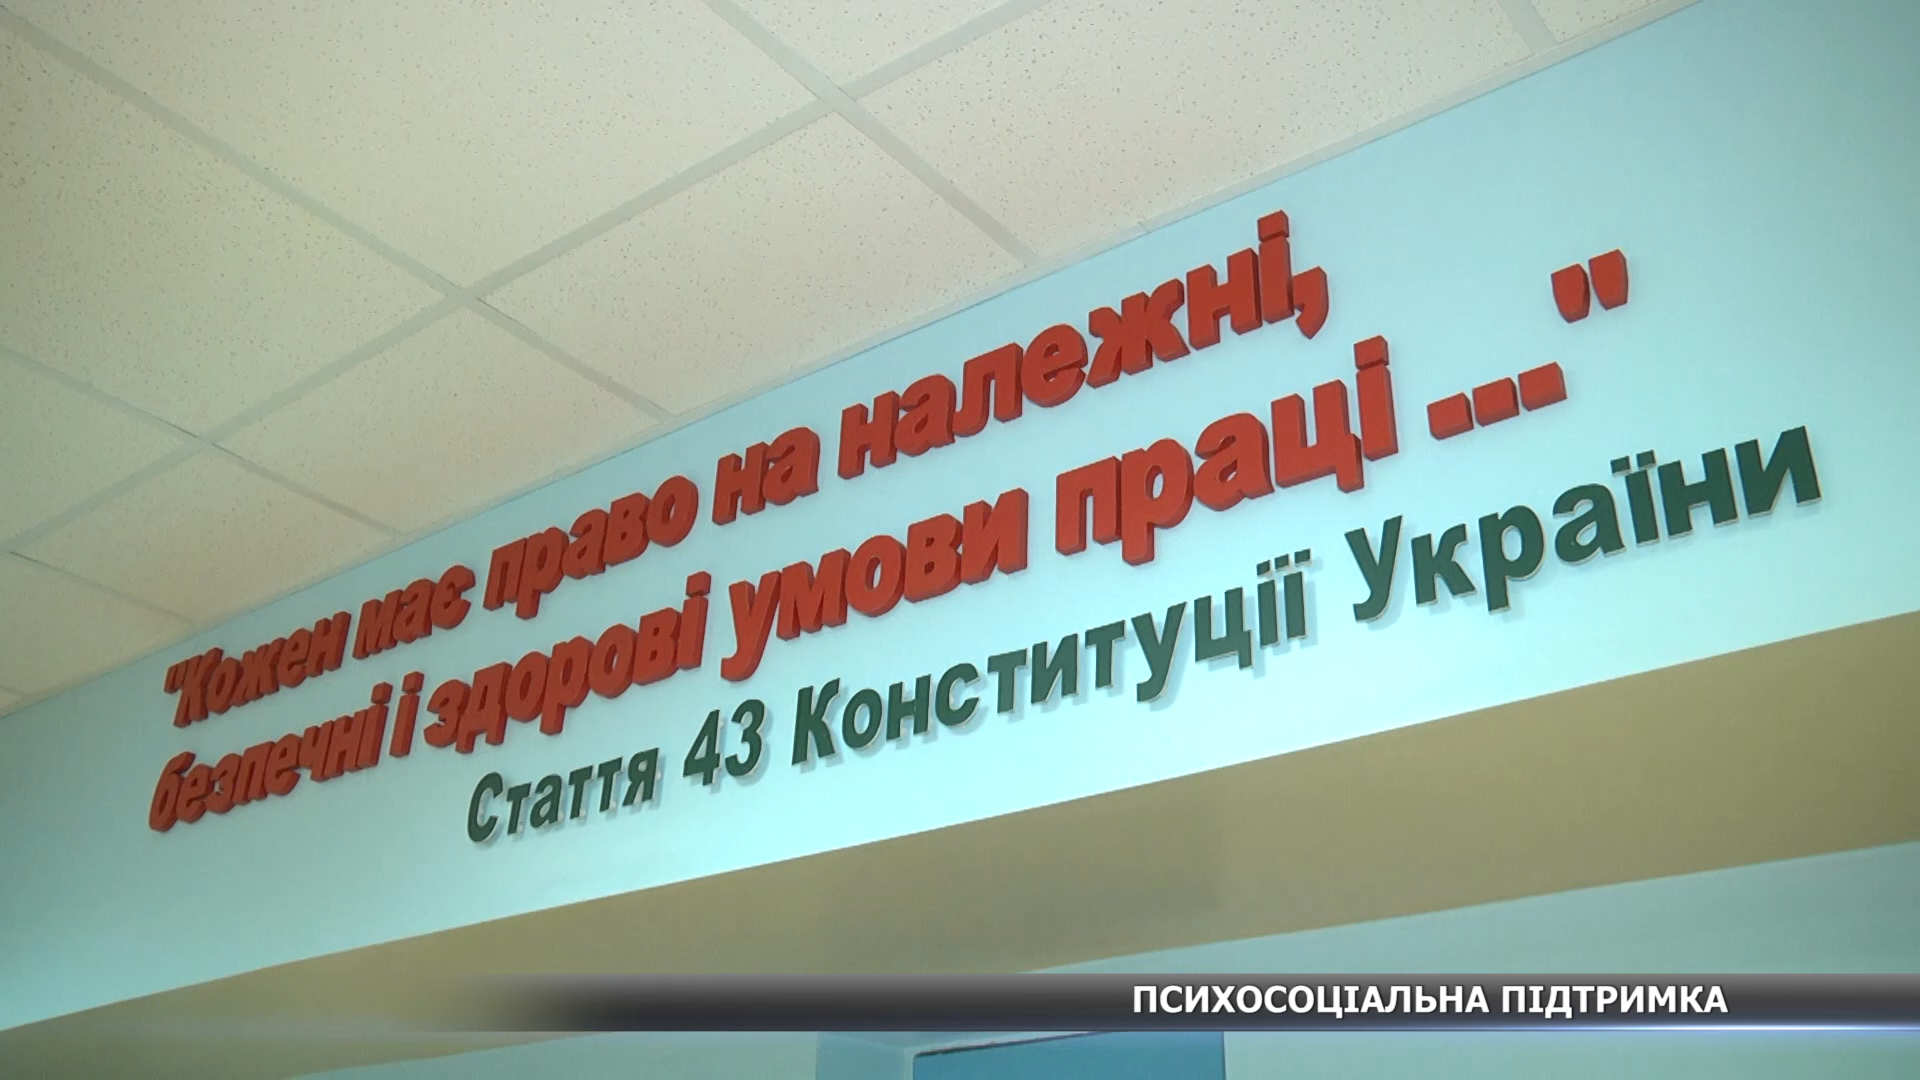 "Кожен має право на належні,
безпечні і здорові умови праці ..."
Стаття 43 Конституції України
ПСИХОСОЦІАЛЬНА ПІДТРИМКА